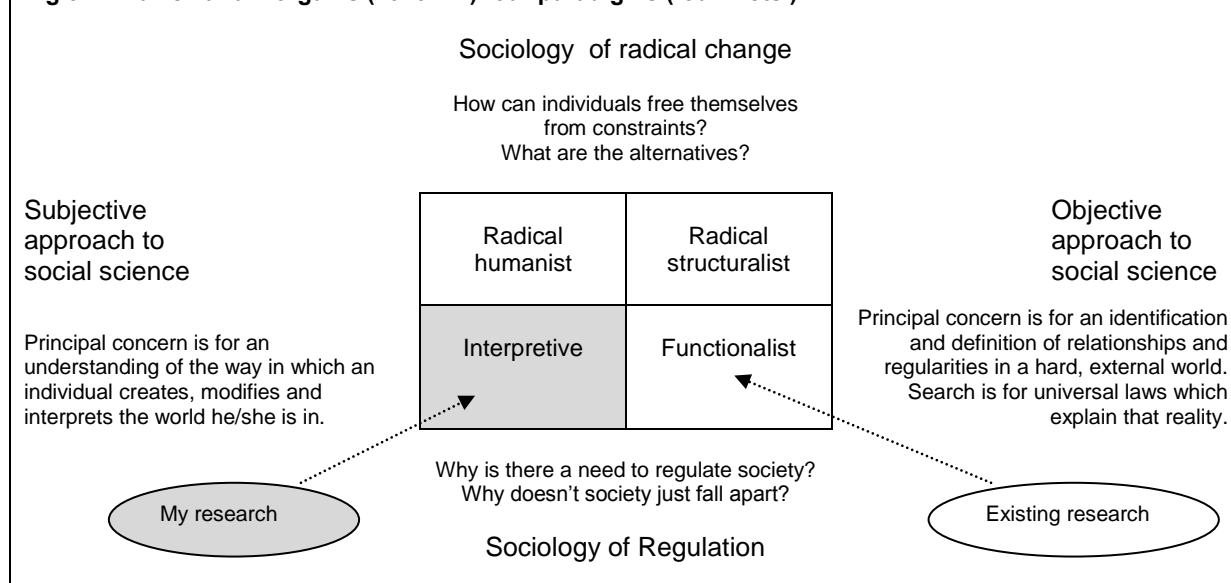 Sociology of radical change
How can individuals free themselves
from constraints?
What are the alternatives?
Subjective
approach to
social science
Objective
approach to
social science
Radical
humanist
Radical
structuralist
Principal concern is for an
understanding of the way in which an
individual creates, modifies and
interprets the world he/she is in.
Interpretive
Functionalist
Principal concern is for an identification
and definition of relationships and
regularities in a hard, external world.
Search is for universal laws which
explain that reality.
Why is there a need to regulate society?
Why doesn’t society just fall apart?
My research
Existing research
Sociology of Regulation